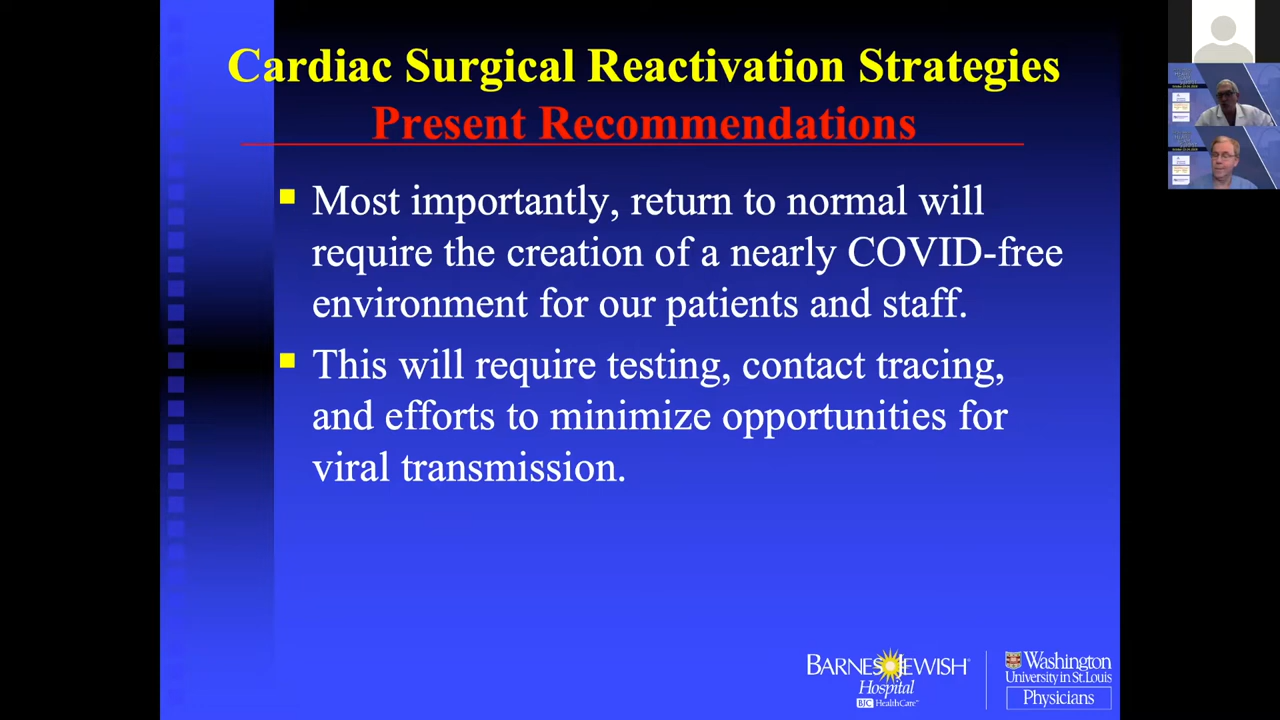 Cardiac Surgical Reactivation Strategies
Present Recommendations
Most importantly, return to normal will
require the creation of a nearly COVID-free
environment for our patients and staff.
This will require testing, contact tracing,
and efforts to minimize opportunities for
viral transmission.
BARNES JEWISH
Hospital
BJC HealthCare
Washington
University in St. Louis
Physicians